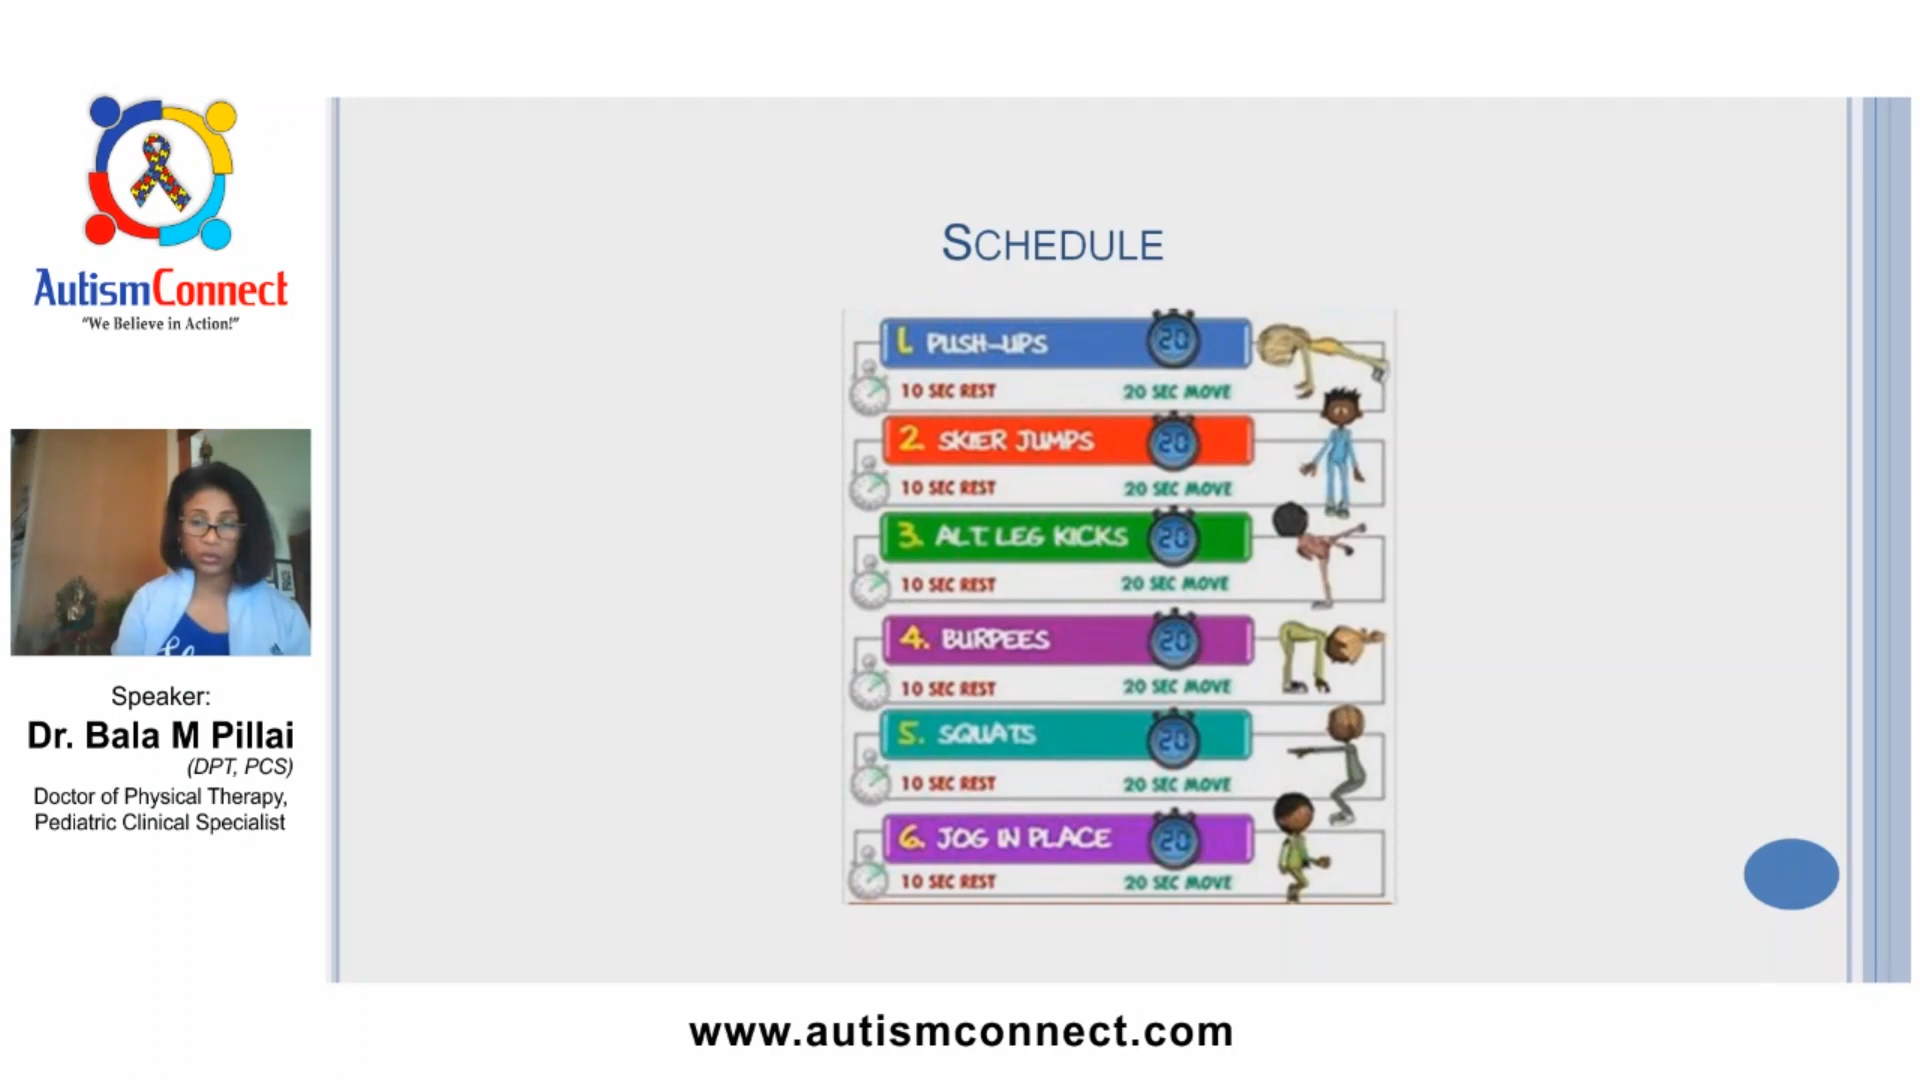 AutismConnect
"We Believe in Action!"
Speaker:
Dr. Bala M Pillai
(DPT, PCS)
Doctor of Physical Therapy,
Pediatric Clinical Specialist
SCHEDULE
1. PUSH-UPS 20
10 SEC REST 20 SEC MOVE
2. SKIER JUMPS 20
10 SEC REST 20 SEC MOVE
3. ALT. LEG KICKS 20
10 SEC REST 20 SEC MOVE
4. BURPEES 20
10 SEC REST 20 SEC MOVE
5. SQUATS 20
10 SEC REST 20 SEC MOVE
6. JOG IN PLACE 20
10 SEC REST 20 SEC MOVE
www.autismconnect.com